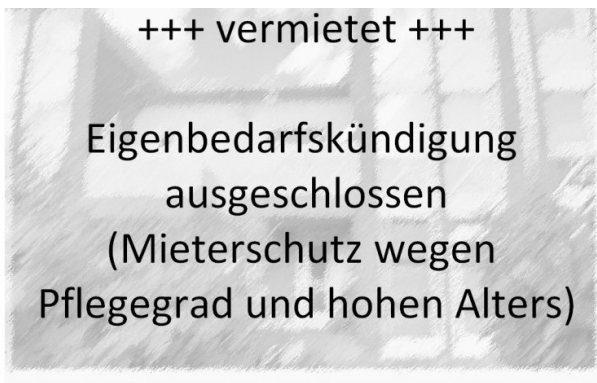 +++ vermietet +++
Eigenbedarfskündigung
ausgeschlossen
(Mieterschutz wegen
Pflegegrad und hohen Alters)